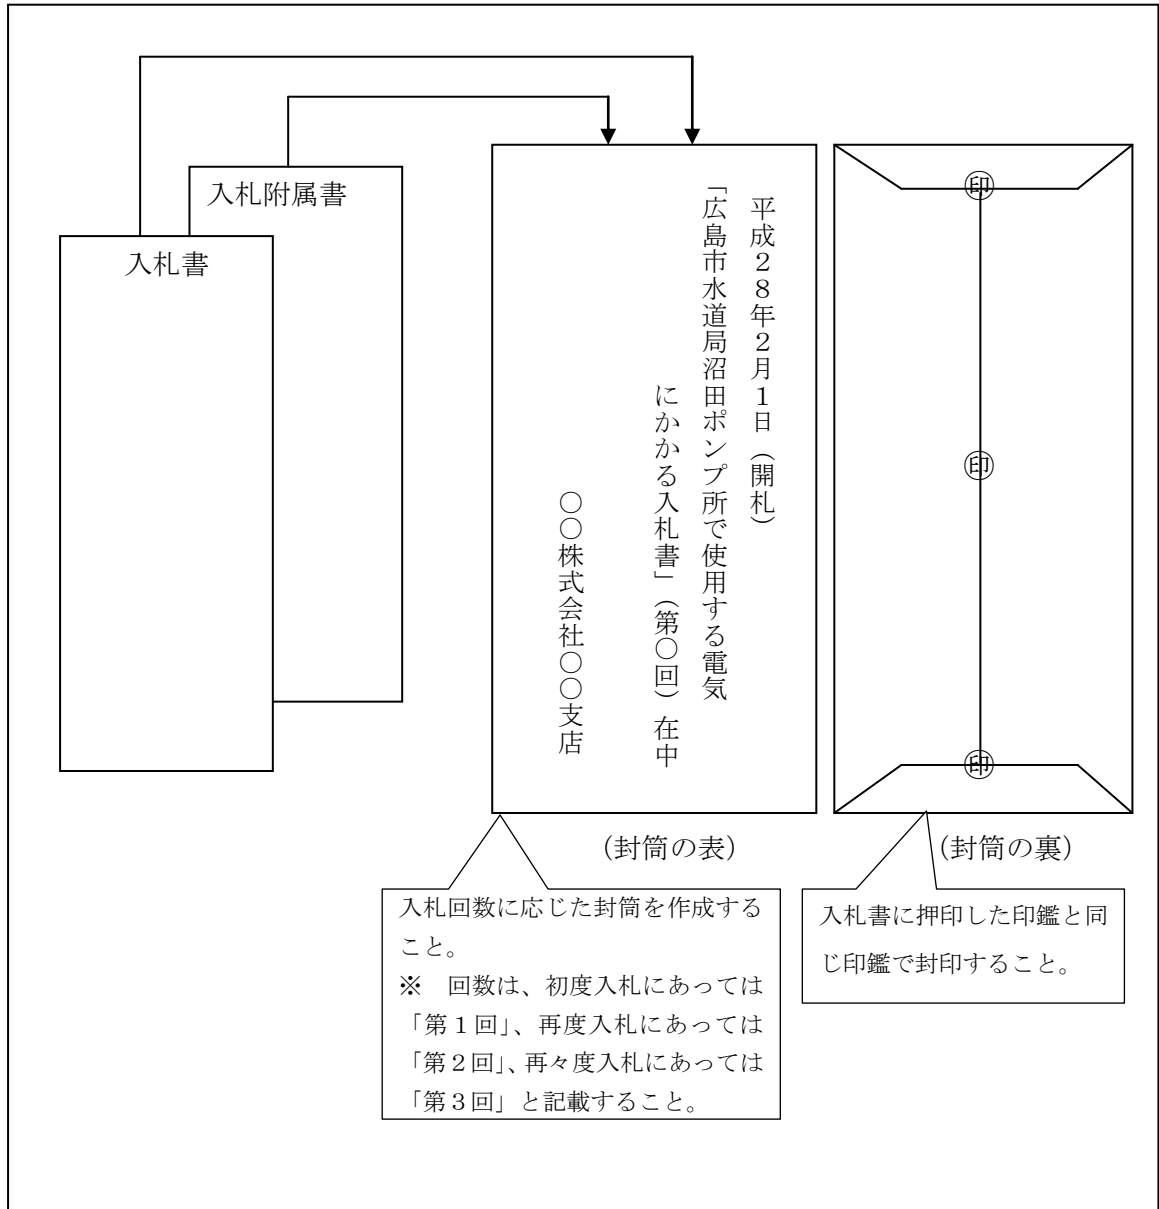 入札附属書
入札書
平成２８年２月１日（開札）
「広島市水道局沼田ポンプ所で使用する電気
にかかる入札書」（第〇回）在中
〇〇株式会社〇〇支店
㊞
㊞
㊞
（封筒の表）
（封筒の裏）
入札回数に応じた封筒を作成する
こと。
※　回数は、初度入札にあっては
「第１回」、再度入札にあっては
「第２回」、再々度入札にあっては
「第３回」と記載すること。
入札書に押印した印鑑と同
じ印鑑で封印すること。